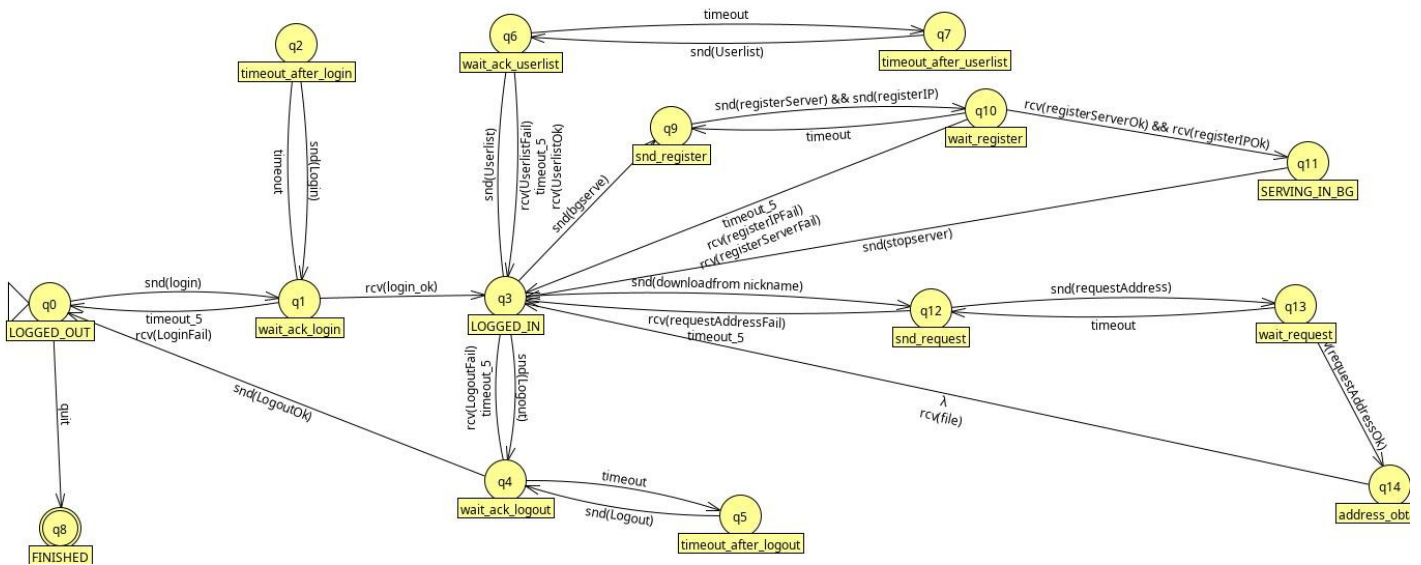 q2
timeout_after_login
q6
wait_ack_userlist
timeout
snd(Userlist)
q7
timeout_after_userlist
timeout
snd(Login)
snd(Userlist)
rcv(UserlistFail)
timeout_5
rcv(UserlistOk)
q9
snd_register
snd(registerServer) && snd(registerIP)
timeout
q10
wait_register
rcv(registerServerOk) && rcv(registerIPOk)
q11
SERVING_IN_BG
snd(bgserve)
timeout_5
rcv(registerIPFail)
rcv(registerServerFail)
snd(stopserver)
q0
LOGGED_OUT
snd(login)
timeout_5
rcv(LoginFail)
q1
wait_ack_login
rcv(login_ok)
q3
LOGGED_IN
snd(downloadfrom nickname)
rcv(requestAddressFail)
timeout_5
q12
snd_request
snd(requestAddress)
timeout
q13
wait_request
(requestAddressOk)
quit
snd(LogoutOk)
rcv(LogoutFail)
timeout_5
snd(Logout)
λ
rcv(file)
q4
wait_ack_logout
timeout
snd(Logout)
q5
timeout_after_logout
q14
address_obt
q8
FINISHED